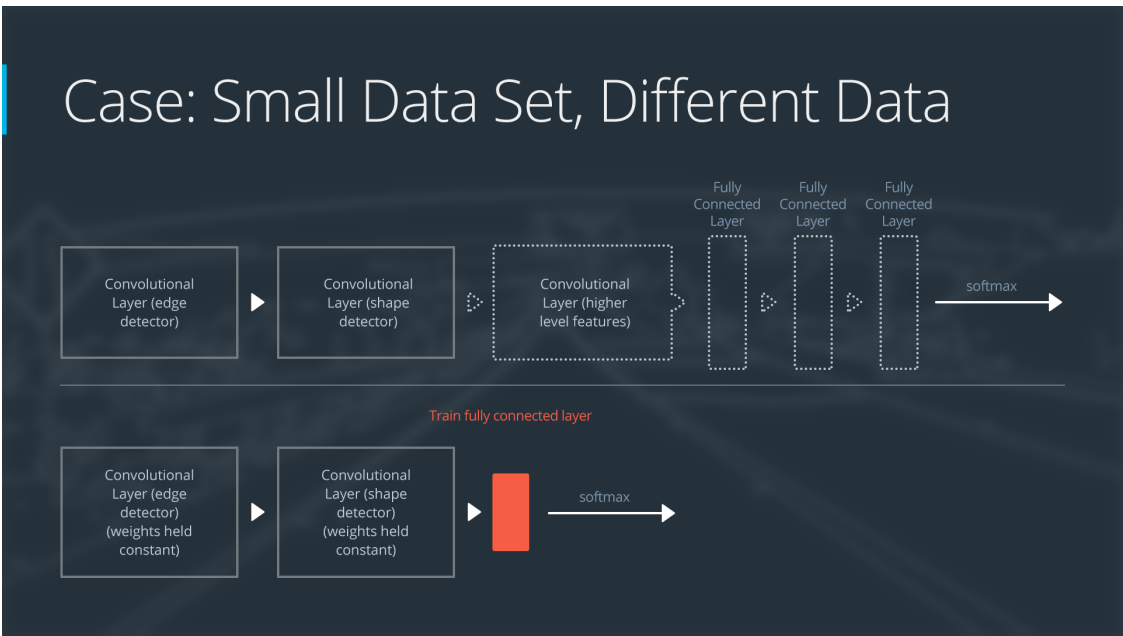 Case: Small Data Set, Different Data
Fully
Connected
Layer
Fully
Connected
Layer
Fully
Connected
Layer
Convolutional
Layer (edge
detector)
Convolutional
Layer (shape
detector)
Convolutional
Layer (higher
level features)
softmax
Train fully connected layer
Convolutional
Layer (edge
detector)
(weights held
constant)
Convolutional
Layer (shape
detector)
(weights held
constant)
softmax